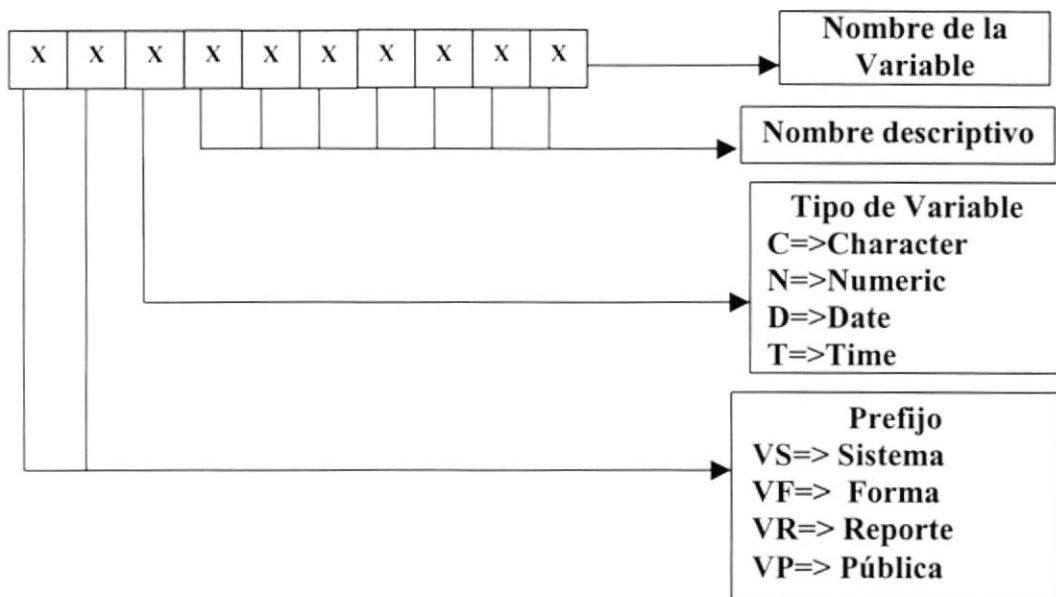 X X X X X X X X X X
Nombre de la
Variable
Nombre descriptivo
Tipo de Variable
C=>Character
N=>Numeric
D=>Date
T=>Time
Prefijo
VS=> Sistema
VF=> Forma
VR=> Reporte
VP=> Pública